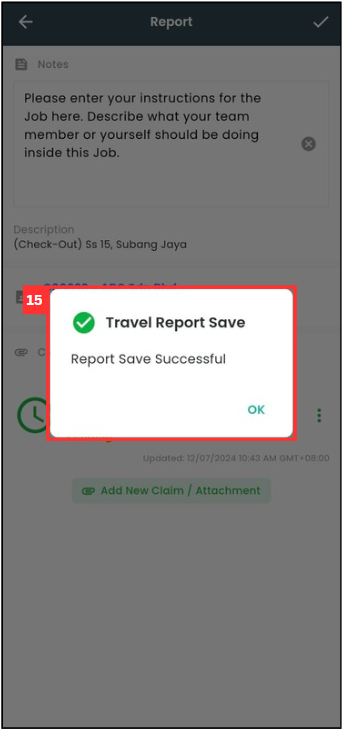 Report
Notes
Please enter your instructions for the
Job here. Describe what your team
member or yourself should be doing
inside this Job.
Description
(Check-Out) Ss 15, Subang Jaya
15
Travel Report Save
Report Save Successful
OK
Updated: 12/07/2024 10:43 AM GMT+08:00
Add New Claim / Attachment